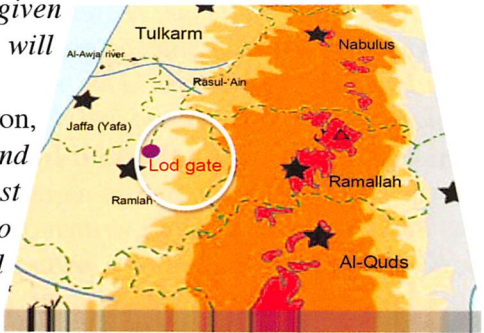 given
will
on,
nd
st
o
l
Tulkarm
Nabulus
Al-Awja' river
Rasul-'Ain
Jaffa (Yafa)
Lod gate
Ramlah
Ramallah
Al-Quds